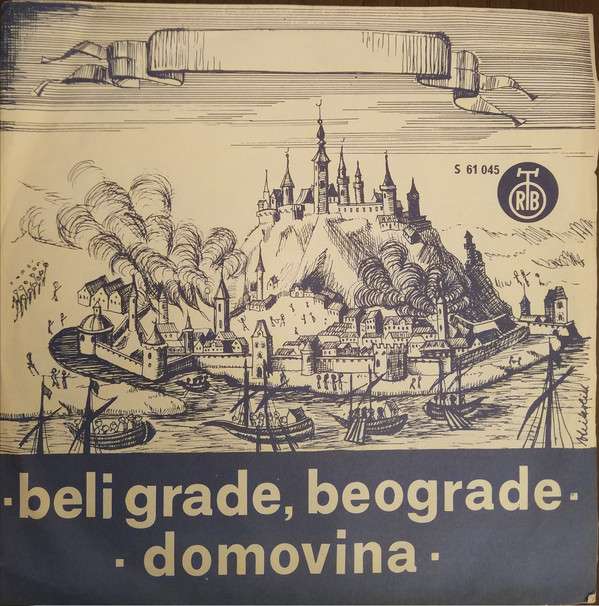 S 61 045
RTB
·beli grade, beograde·
· domovina ·